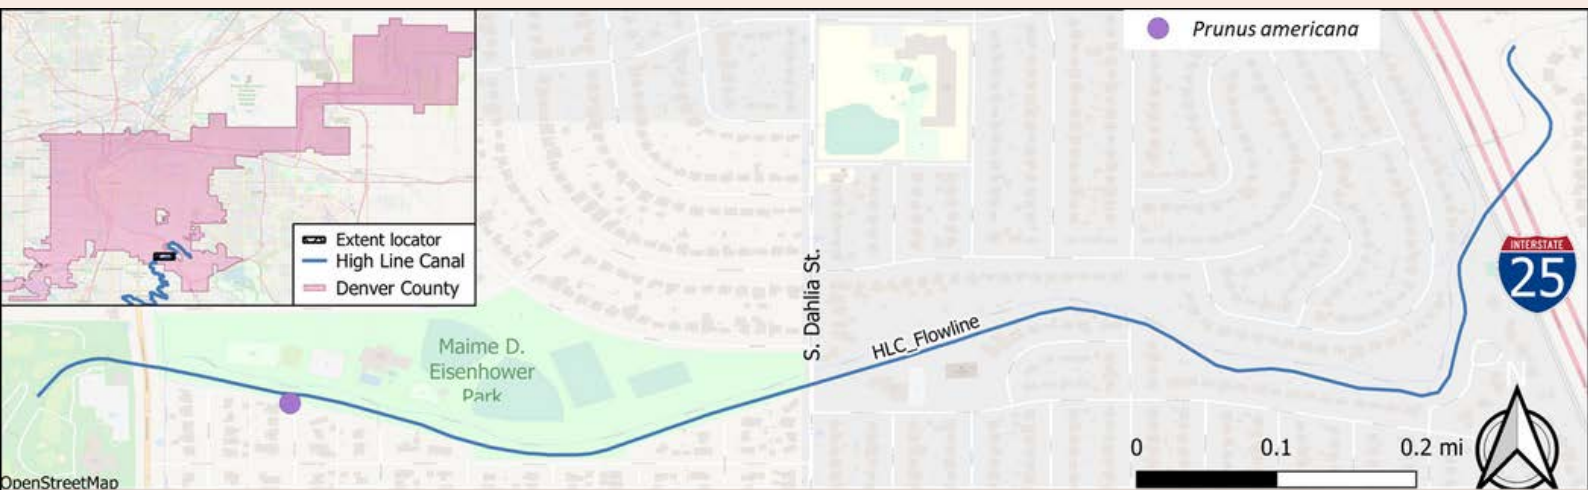 Prunus americana
Extent locator
High Line Canal
Denver County
S. Dahlia St.
HLC_Flowline
Maime D.
Eisenhower
Park
INTERSTATE
25
N
0 0.1 0.2 mi
OpenStreetMap